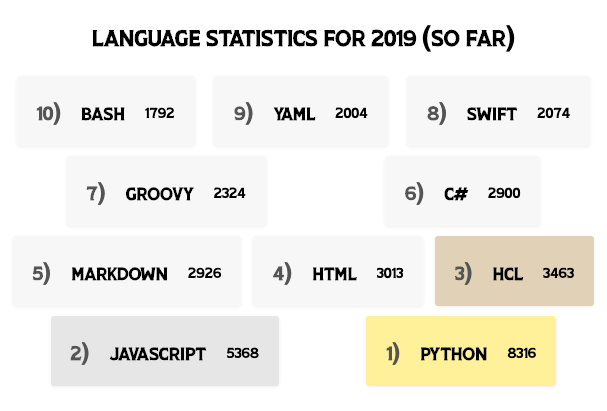 LANGUAGE STATISTICS FOR 2019 (SO FAR)
10) BASH 1792 9) YAML 2004 8) SWIFT 2074
7) GROOVY 2324 6) C# 2900
5) MARKDOWN 2926 4) HTML 3013 3) HCL 3463
2) JAVASCRIPT 5368 1) PYTHON 8316